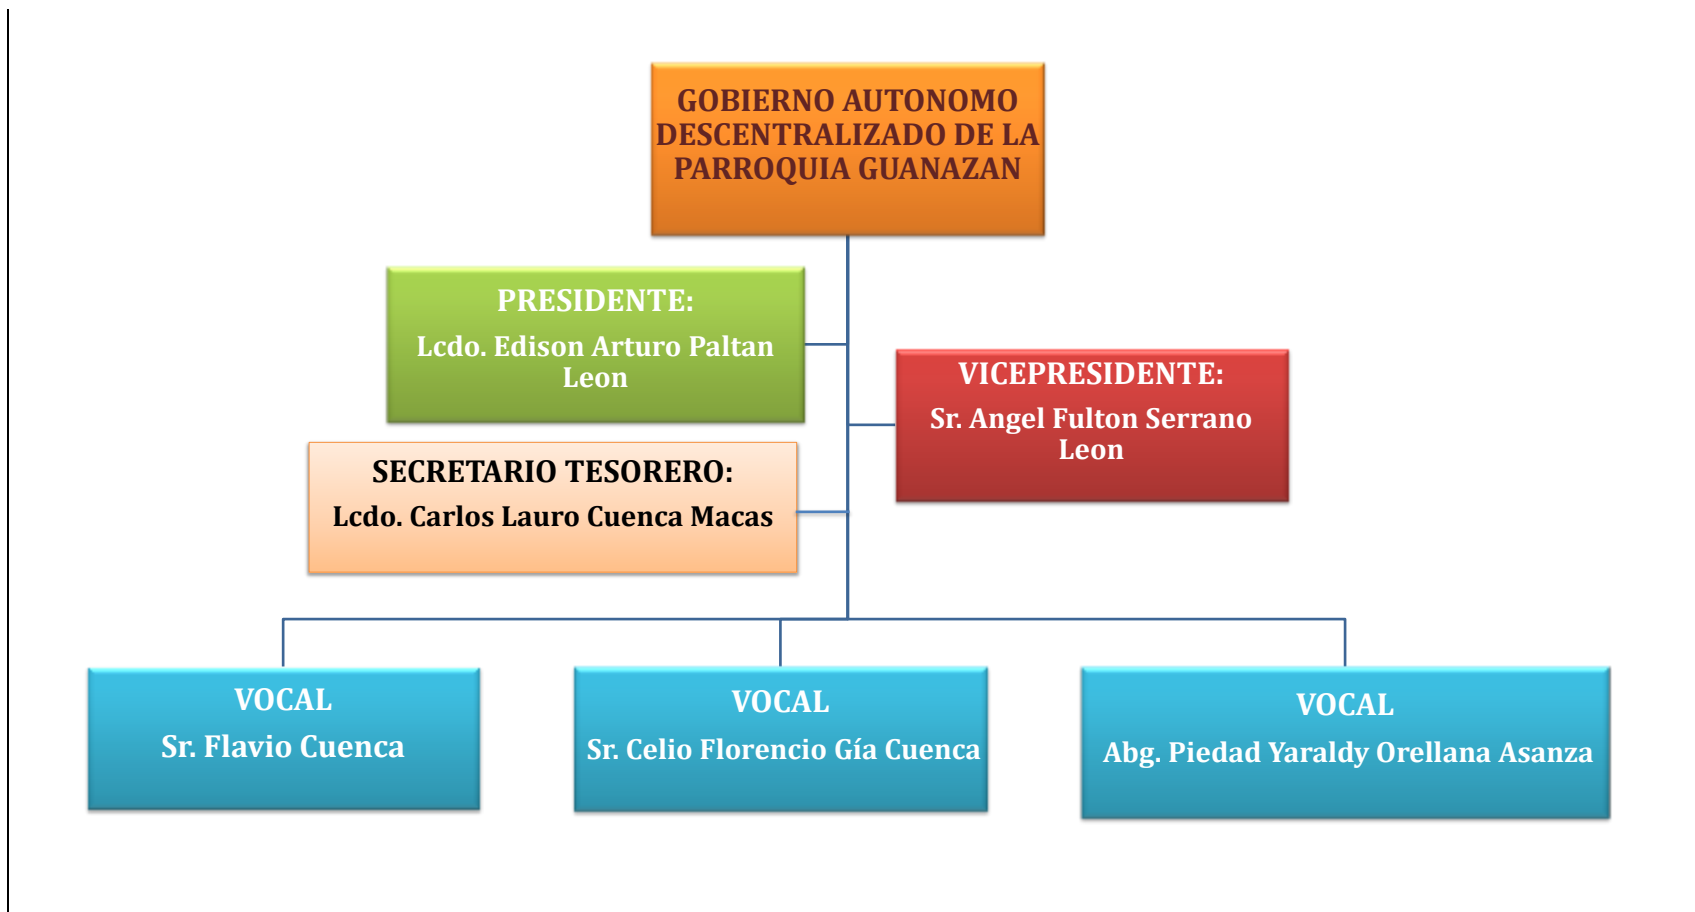 GOBIERNO AUTONOMO
DESCENTRALIZADO DE LA
PARROQUIA GUANAZAN
PRESIDENTE:
Lcdo. Edison Arturo Paltan
Leon
VICEPRESIDENTE:
Sr. Angel Fulton Serrano
Leon
SECRETARIO TESORERO:
Lcdo. Carlos Lauro Cuenca Macas
VOCAL
Sr. Flavio Cuenca
VOCAL
Sr. Celio Florencio Gía Cuenca
VOCAL
Abg. Piedad Yaraldy Orellana Asanza